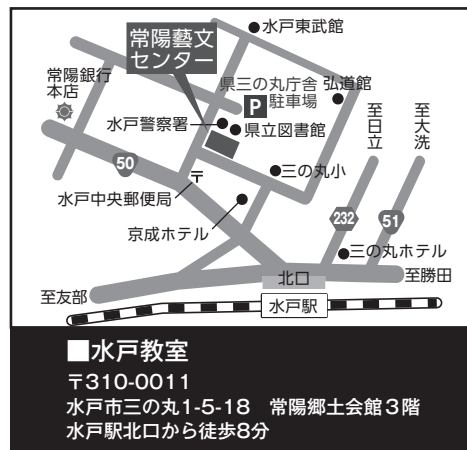 水戸東武館
常陽藝文
センター
常陽銀行
本店
県三の丸庁舎
駐車場
P
弘道館
至日立
至大洗
水戸警察署
県立図書館
50
三の丸小
〒
水戸中央郵便局
京成ホテル
232
51
三の丸ホテル
北口
至勝田
至友部
水戸駅
■水戸教室
〒310-0011
水戸市三の丸1-5-18 常陽郷土会館3階
水戸駅北口から徒歩8分